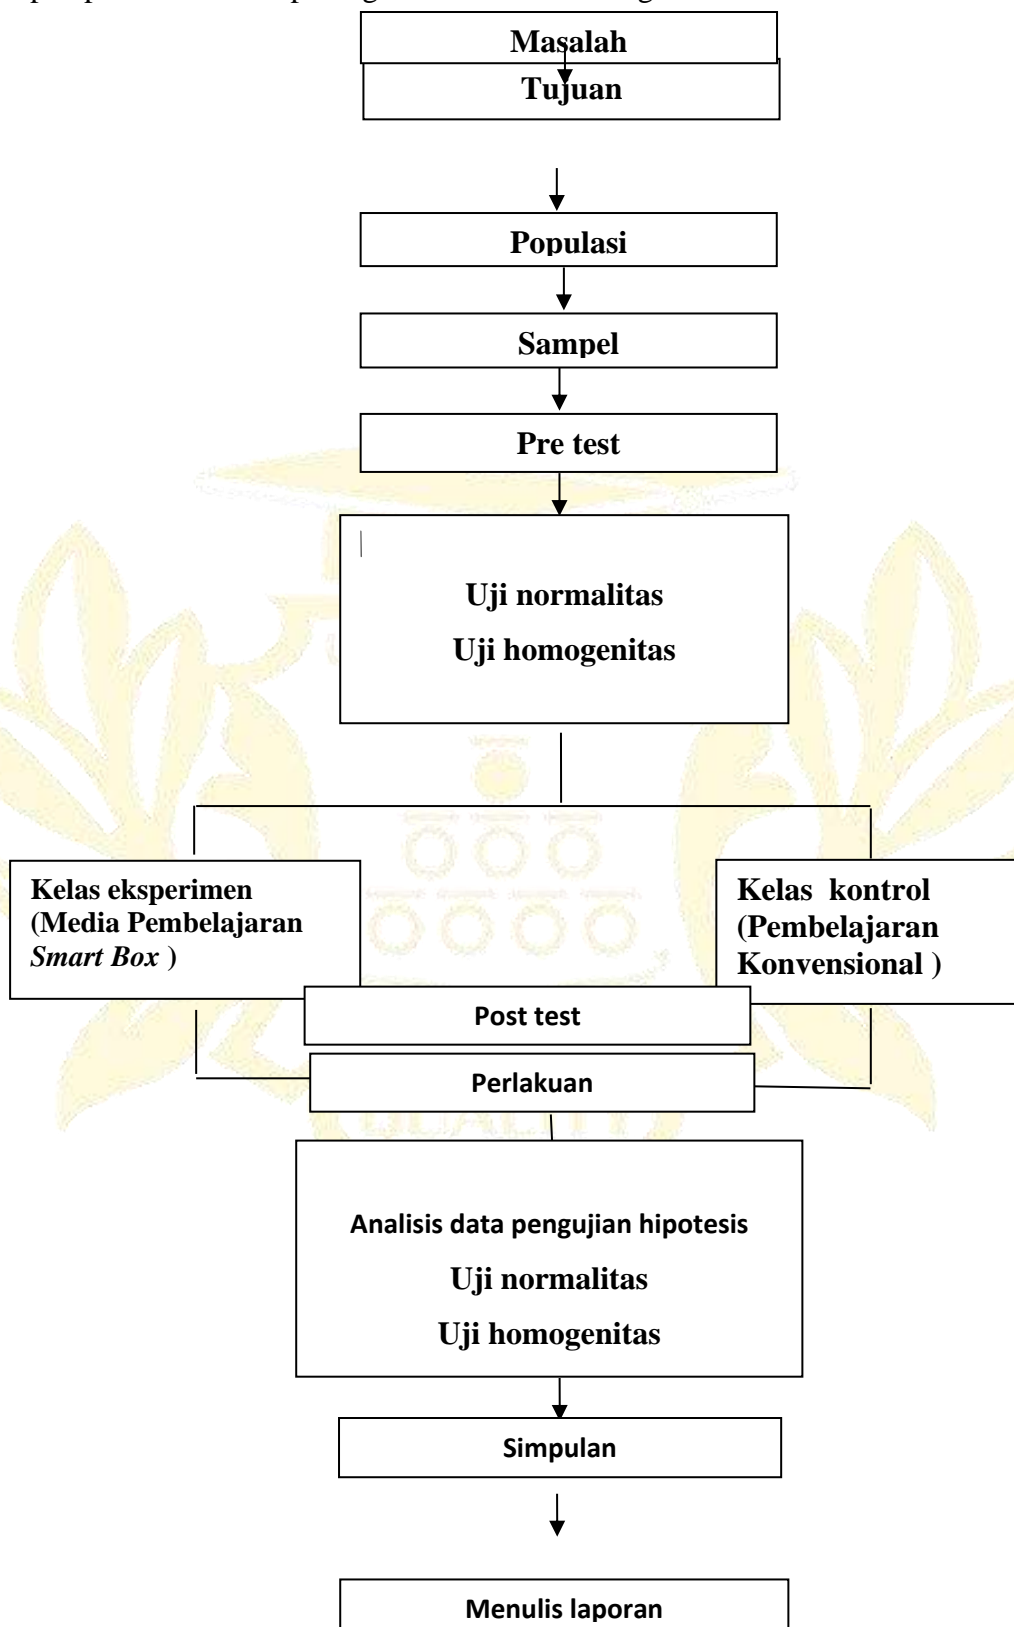 Masalah
Tujuan
Populasi
Sampel
Pre test
Uji normalitas
Uji homogenitas
Kelas eksperimen
(Media Pembelajaran
Smart Box )
Kelas kontrol
(Pembelajaran
Konvensional )
Post test
Perlakuan
QUALITY
Analisis data pengujian hipotesis
Uji normalitas
Uji homogenitas
Simpulan
Menulis laporan